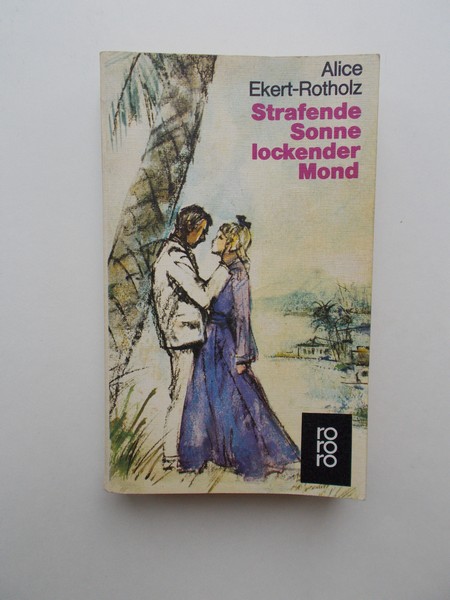 Alice
Ekert-Rotholz
Strafende
Sonne
lockender
Mond
ro
ro
ro